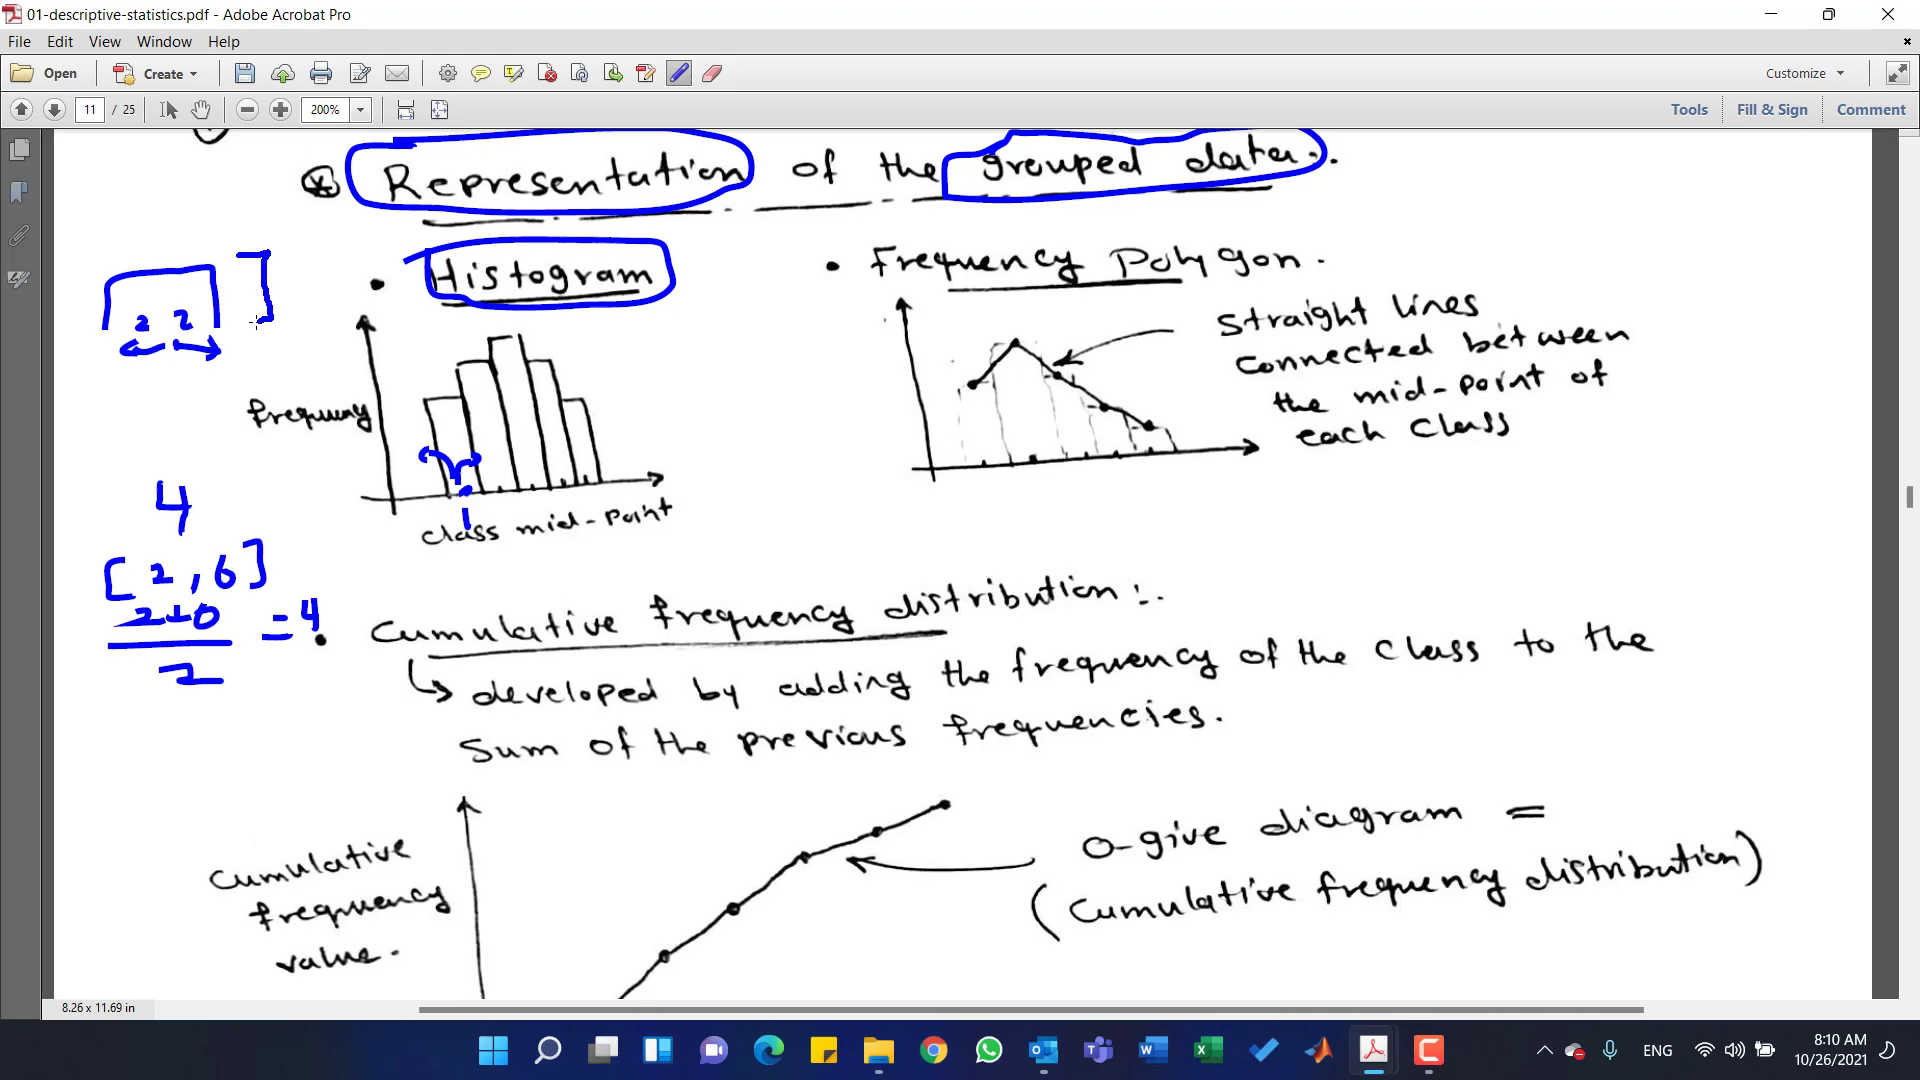 01-descriptive-statistics.pdf - Adobe Acrobat Pro
File Edit View Window Help
Open Create Customize
11 / 25 200% Tools Fill & Sign Comment
Representation of the grouped data.
• Histogram
• Frequency Polygon.
2 2
Straight lines
connected between
the mid-point of
each class
frequency
class mid-point
4
[2, 6]
= 4
2
• Cumulative frequency distribution:.
↳ developed by adding the frequency of the class to the
sum of the previous frequencies.
Cumulative
frequency
value.
O-give diagram =
(Cumulative frequency distribution)
8.26 x 11.69 in
ENG
8:10 AM
10/26/2021